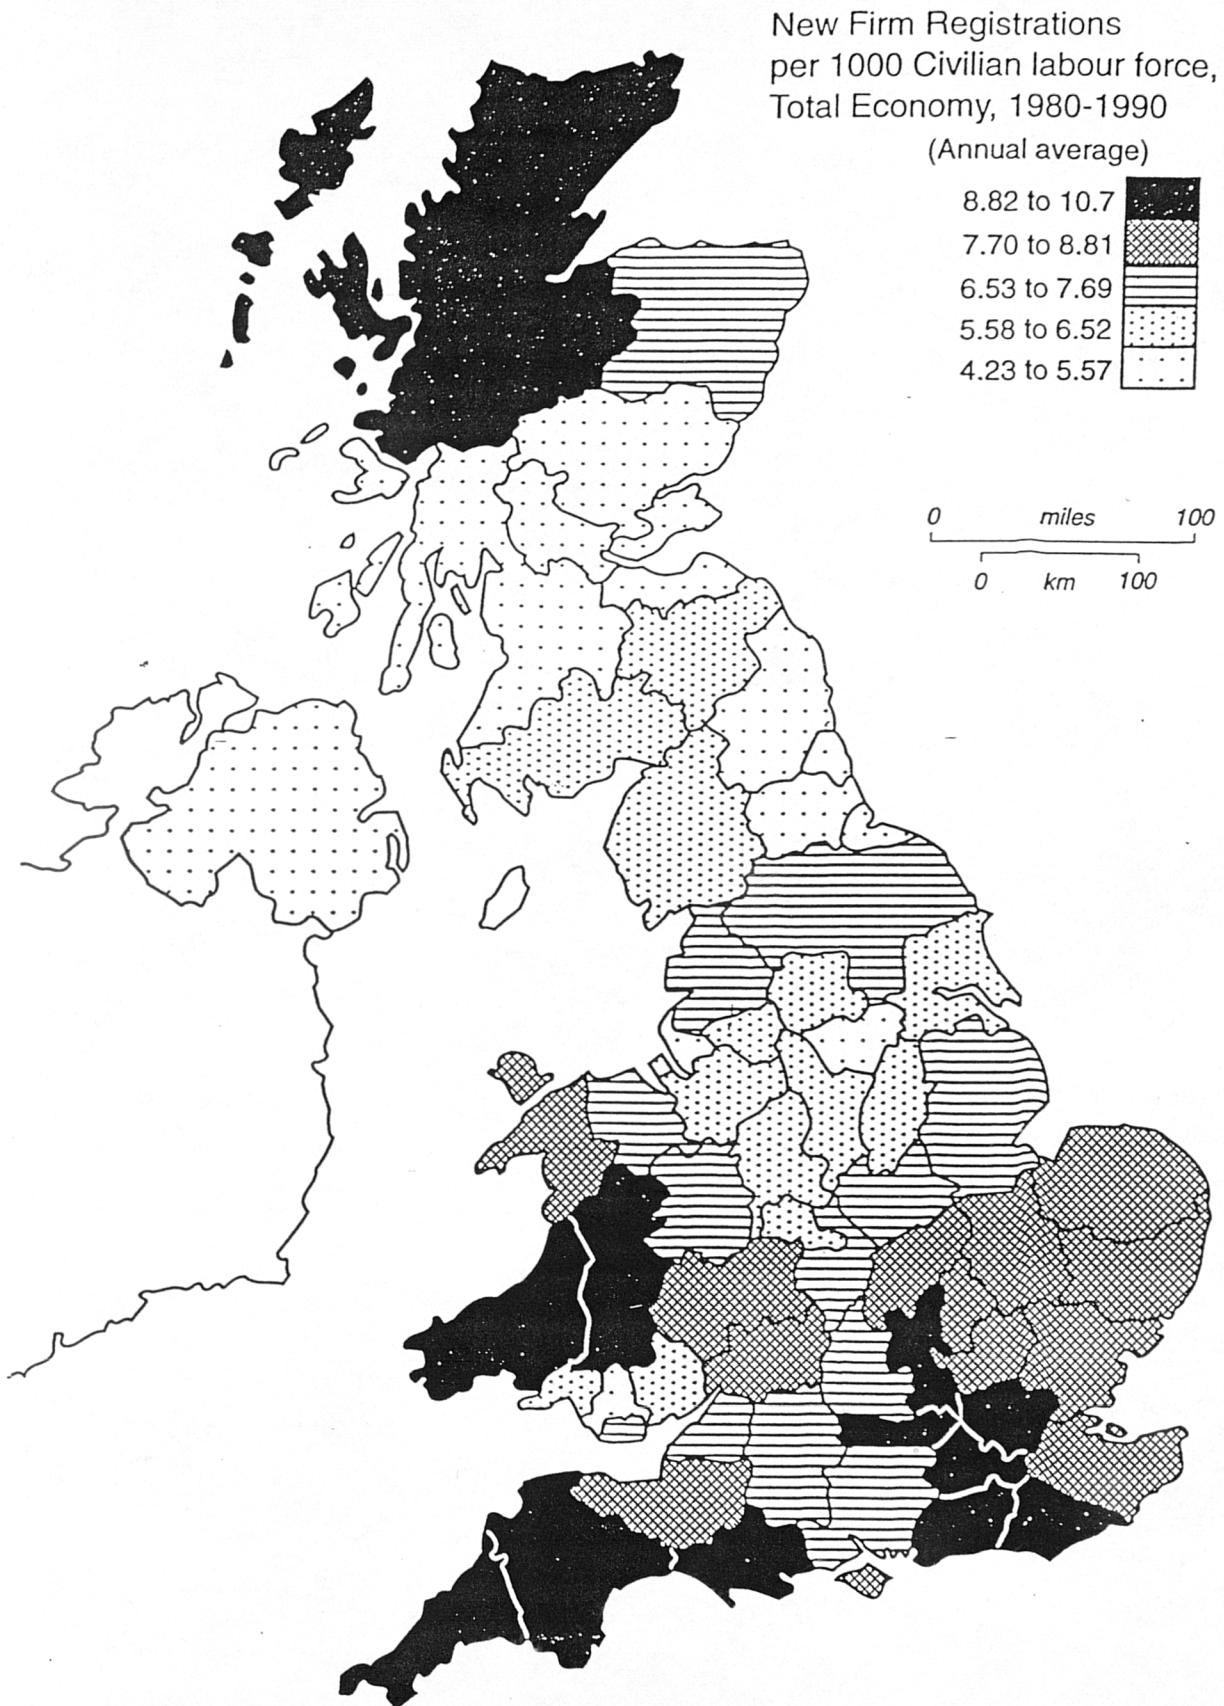 New Firm Registrations
per 1000 Civilian labour force,
Total Economy, 1980-1990
(Annual average)
8.82 to 10.7
7.70 to 8.81
6.53 to 7.69
5.58 to 6.52
4.23 to 5.57
0 miles 100
0 km 100